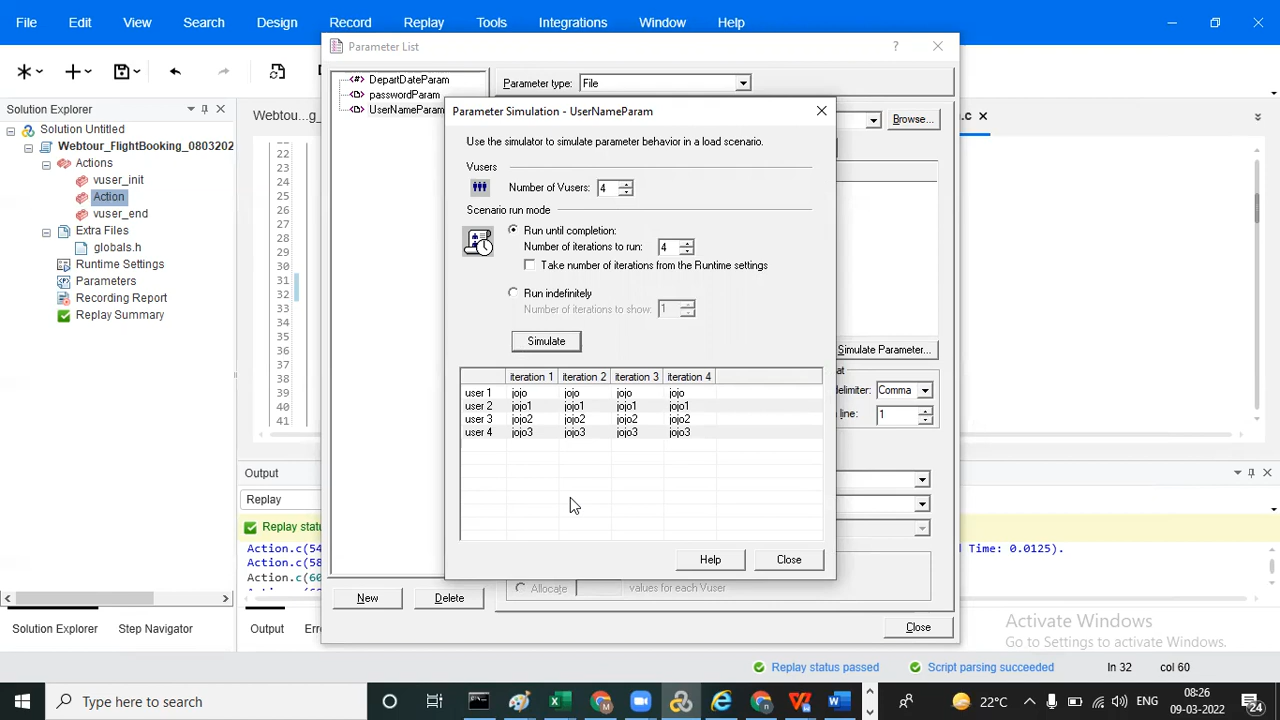 File Edit View Search Design Record Replay Tools Integrations Window Help
Parameter List
?
Solution Explorer
Solution Untitled
Webtour_FlightBooking_0803202
Actions
vuser_init
Action
vuser_end
Extra Files
globals.h
Runtime Settings
Parameters
Recording Report
Replay Summary
Solution Explorer Step Navigator
Webtour
.c
22
23
24
25
26
27
28
29
30
31
32
33
34
35
36
37
38
39
40
41
DepartDateParam
passwordParam
UserNameParam
Parameter type: File
Browse...
Parameter Simulation - UserNameParam
Use the simulator to simulate parameter behavior in a load scenario.
Vusers
Number of Vusers: 4
Scenario run mode
Run until completion:
Number of iterations to run: 4
Take number of iterations from the Runtime settings
Run indefinitely
Number of iterations to show: 1
Simulate
iteration 1 iteration 2 iteration 3 iteration 4
user 1 jojo jojo jojo jojo
user 2 jojo1 jojo1 jojo1 jojo1
user 3 jojo2 jojo2 jojo2 jojo2
user 4 jojo3 jojo3 jojo3 jojo3
Help Close
Simulate Parameter...
Comma
1
Allocate values for each Vuser
New Delete
Close
Output
Replay
Replay statu
Action.c(54
Action.c(58
Action.c(60
d Time: 0.0125).
Output
Activate Windows
Go to Settings to activate Windows.
Replay status passed Script parsing succeeded ln 32 col 60
Type here to search
22°C ENG 08:26
09-03-2022
24